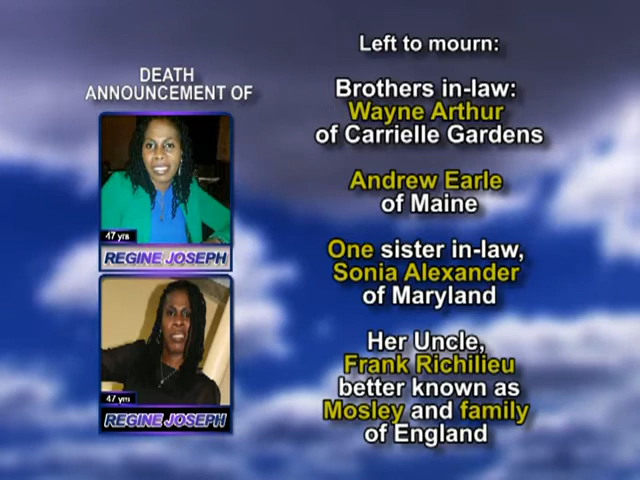 DEATH
ANNOUNCEMENT OF
47 yrs
REGINE JOSEPH
47 yrs
REGINE JOSEPH
Left to mourn:
Brothers in-law:
Wayne Arthur
of Carrielle Gardens
Andrew Earle
of Maine
One sister in-law,
Sonia Alexander
of Maryland
Her Uncle,
Frank Richilieu
better known as
Mosley and family
of England